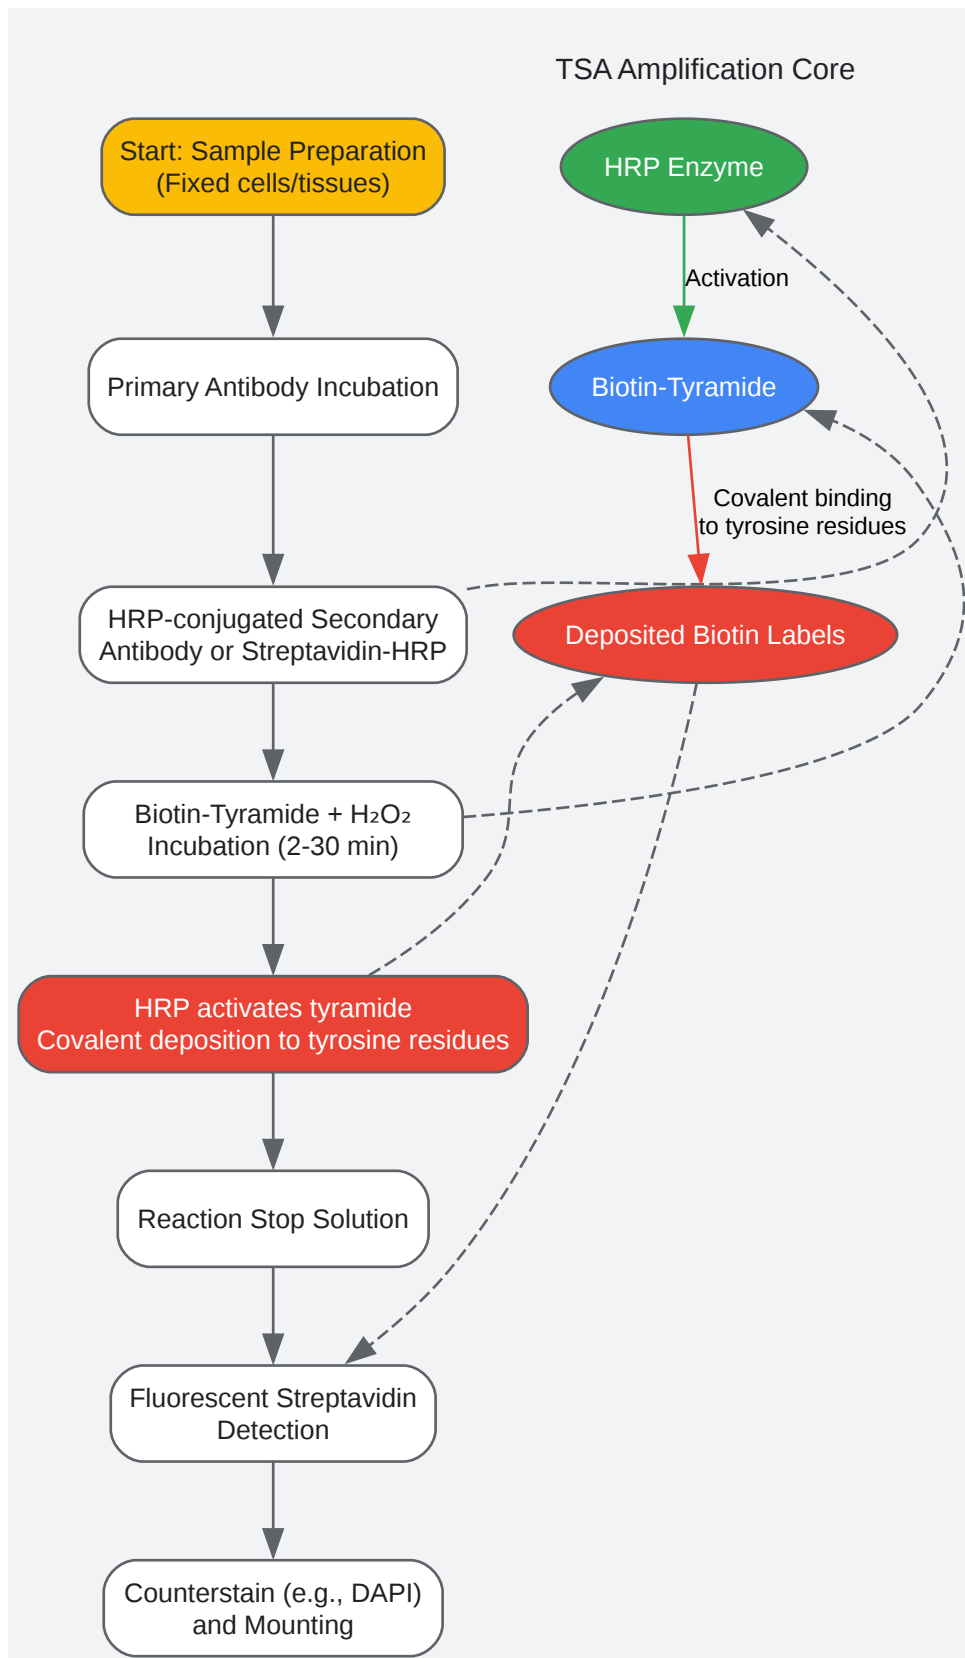 TSA Amplification Core
Start: Sample Preparation
(Fixed cells/tissues)
Primary Antibody Incubation
HRP-conjugated Secondary
Antibody or Streptavidin-HRP
Biotin-Tyramide + H₂O₂
Incubation (2-30 min)
HRP activates tyramide
Covalent deposition to tyrosine residues
Reaction Stop Solution
Fluorescent Streptavidin
Detection
Counterstain (e.g., DAPI)
and Mounting
HRP Enzyme
Activation
Biotin-Tyramide
Covalent binding
to tyrosine residues
Deposited Biotin Labels